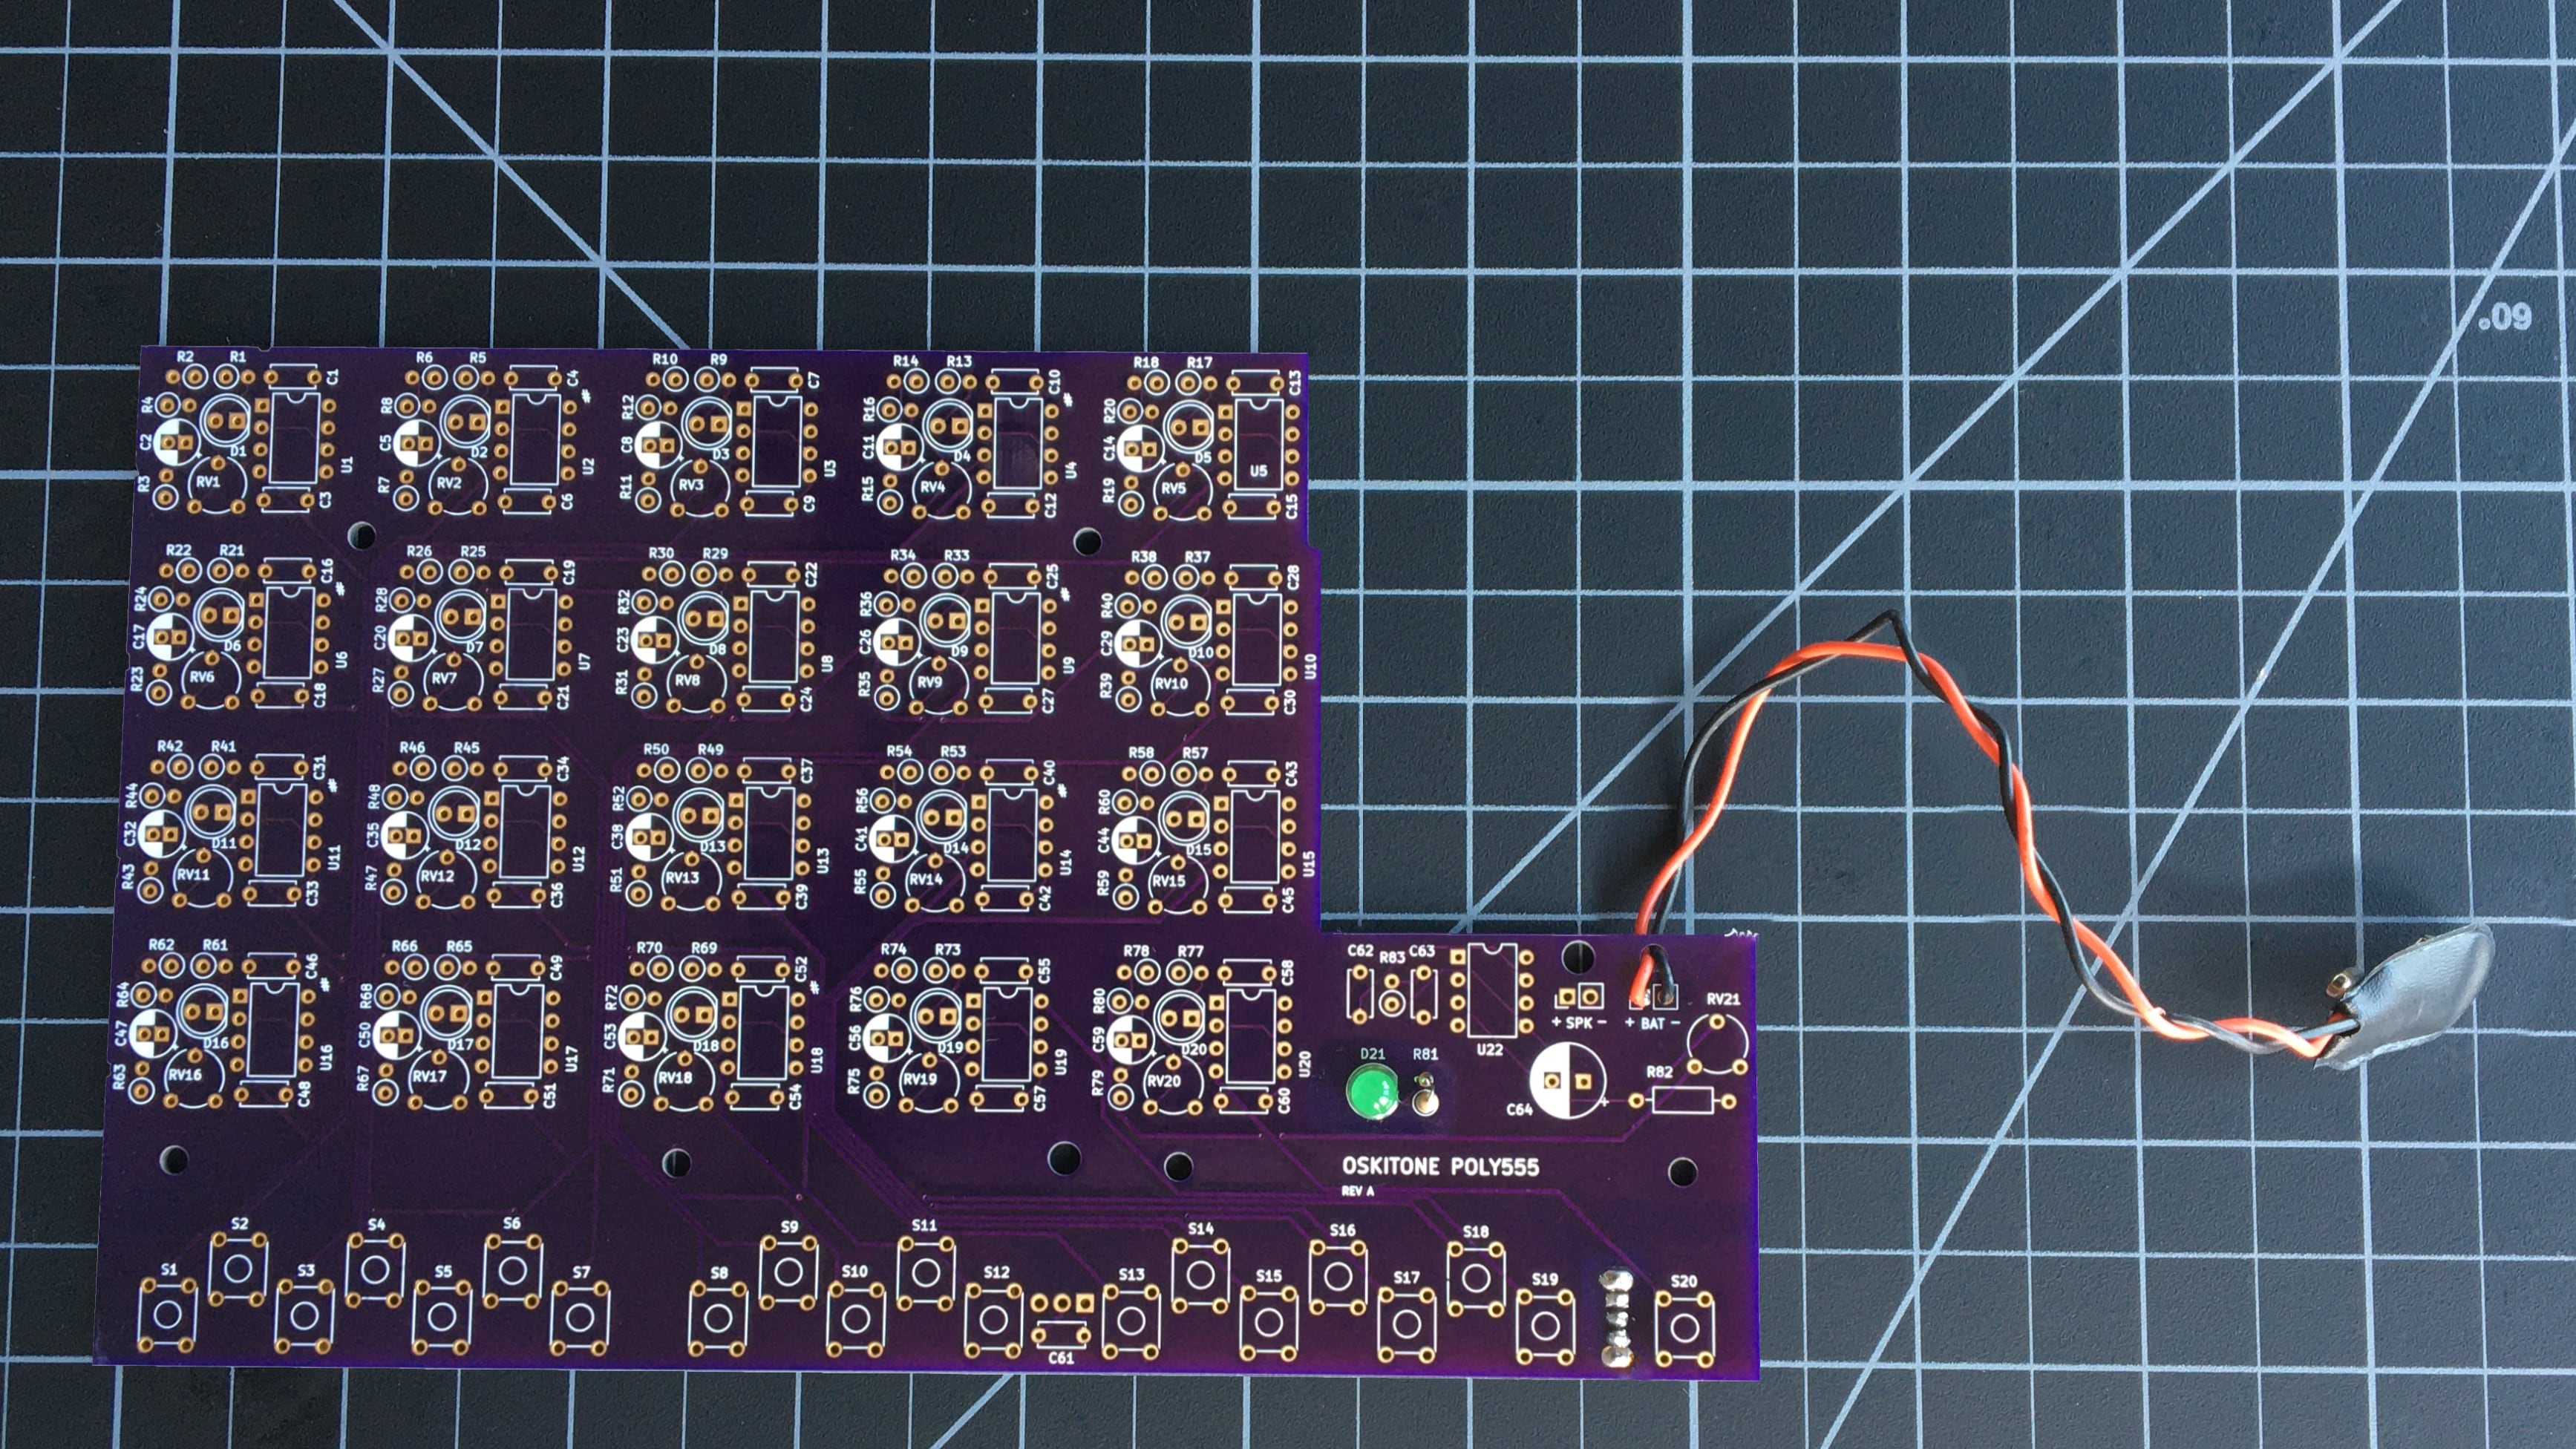 .09
R2 R1 R6 R5 R10 R9 R14 R13 R18 R17
C1 C4 C7 C10 C13
R4 R8 R12 R16 R20
# #
C2 C5 C8 C11 C14
D1 D2 D3 D4 D5
U1 U2 U3 U4 U5
R3 RV1 R7 RV2 R11 RV3 R15 RV4 R19 RV5
C3 C6 C9 C12 C15
R22 R21 R26 R25 R30 R29 R34 R33 R38 R37
C16 C19 C22 C25 C28
R24 R28 R32 R36 R40
# #
C17 C20 C23 C26 C29
D6 D7 D8 D9 D10
U6 U7 U8 U9 U10
R23 RV6 R27 RV7 R31 RV8 R35 RV9 R39 RV10
C18 C21 C24 C27 C30
R42 R41 R46 R45 R50 R49 R54 R53 R58 R57
C31 C34 C37 C40 C43
R44 R48 R52 R56 R60
# #
C32 C35 C38 C41 C44
D11 D12 D13 D14 D15
U11 U12 U13 U14 U15
R43 RV11 R47 RV12 R51 RV13 R55 RV14 R59 RV15
C33 C36 C39 C42 C45
R62 R61 R66 R65 R70 R69 R74 R73 R78 R77
C46 C49 C52 C55 C58
R64 R68 R72 R76 R80
# #
C47 C50 C53 C56 C59
D16 D17 D18 D19 D20
U16 U17 U18 U19 U20
R63 RV16 R67 RV17 R71 RV18 R75 RV19 R79 RV20
C48 C51 C54 C57 C60
C62 R83 C63
RV21
+ SPK - + BAT -
U22
D21 R81
R82
C64 +
OSKITONE POLY555
REV A
S2 S4 S6 S9 S11 S14 S16 S18
S1 S3 S5 S7 S8 S10 S12 S13 S15 S17 S19 S20
C61